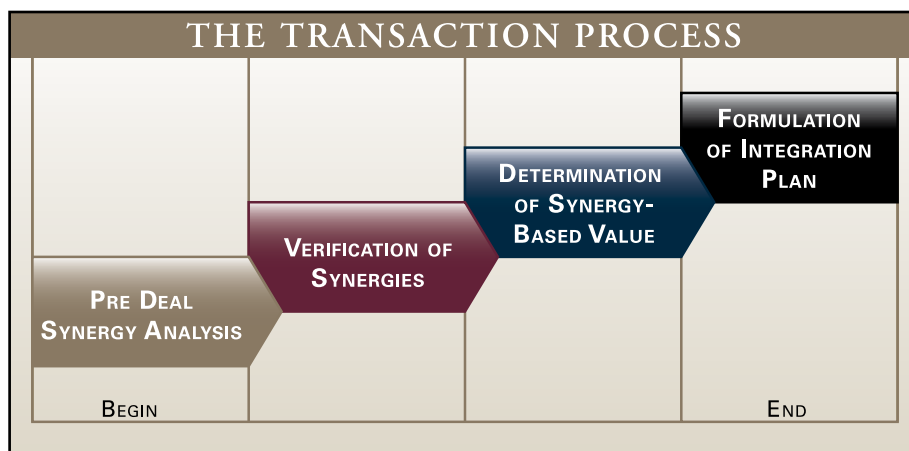 THE TRANSACTION PROCESS
FORMULATION
OF INTEGRATION
PLAN
DETERMINATION
OF SYNERGY-
BASED VALUE
VERIFICATION OF
SYNERGIES
PRE DEAL
SYNERGY ANALYSIS
BEGIN
END